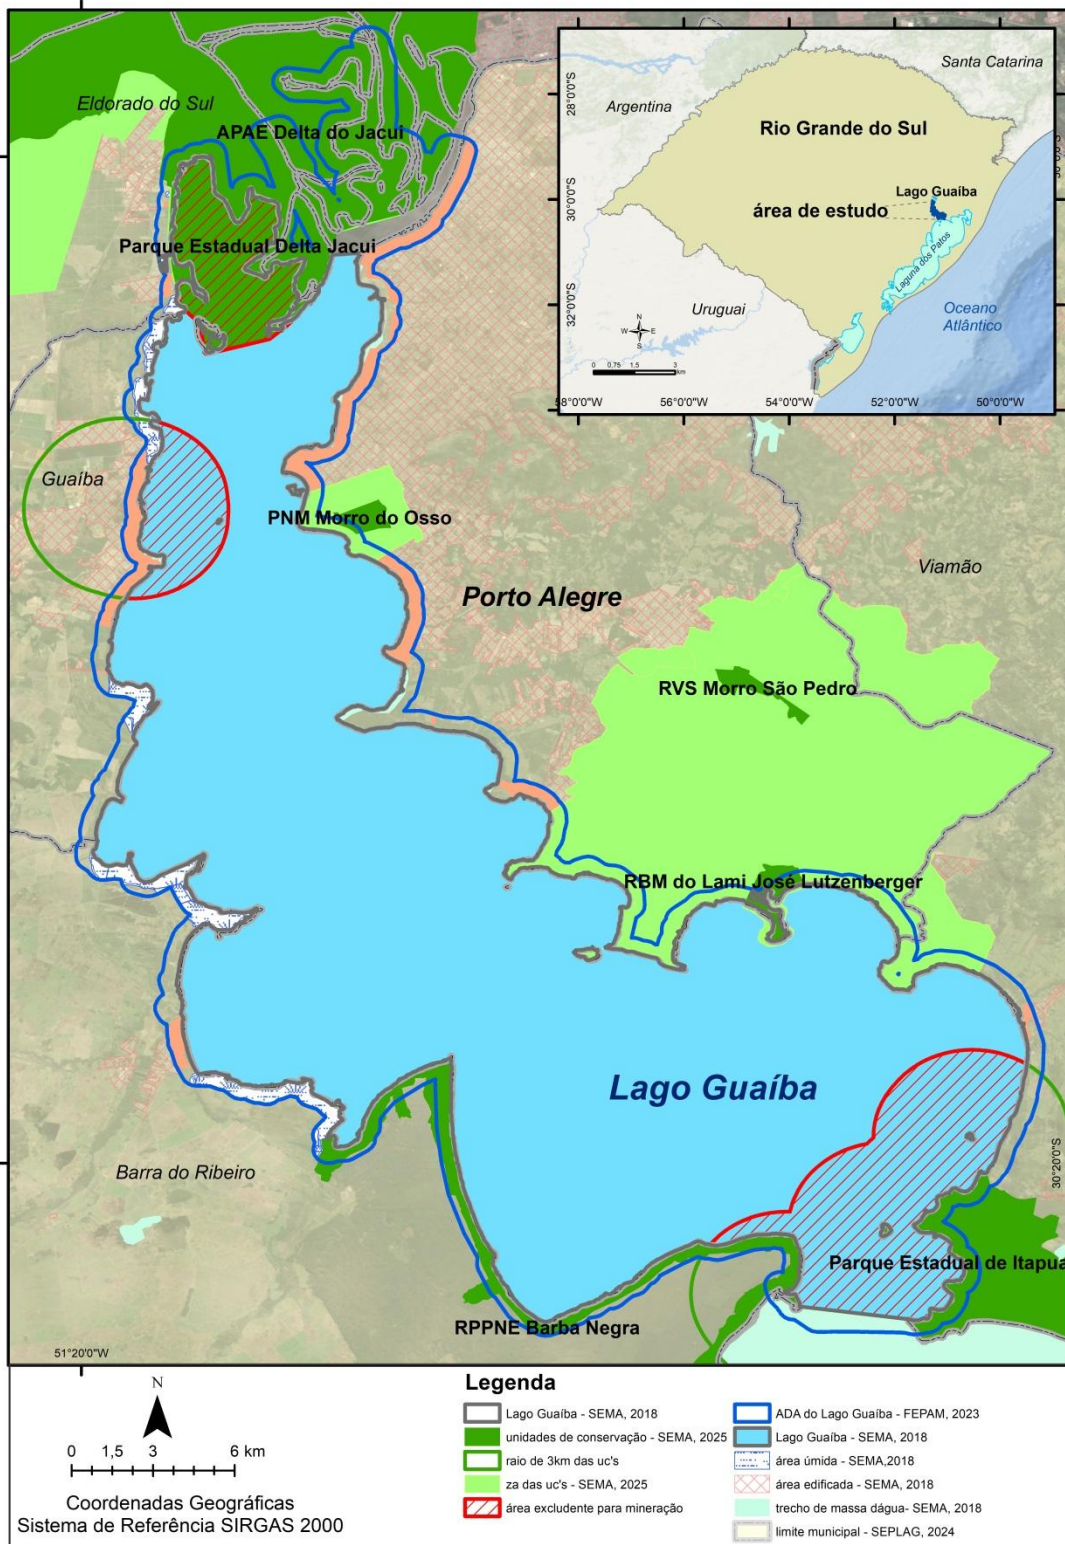 Eldorado do Sul
APAE Delta do Jacui
Parque Estadual Delta Jacui
Santa Catarina
Argentina
Rio Grande do Sul
Lago Guaíba
área de estudo
Laguna dos Patos
Uruguai
Oceano
Atlântico
N
W
E
S
0 0,75 1,5 3
km
28°0'0"S
30°0'0"S
32°0'0"S
58°0'0"W
56°0'0"W
54°0'0"W
52°0'0"W
50°0'0"W
Guaíba
PNM Morro do Osso
Porto Alegre
Viamão
RVS Morro São Pedro
RBM do Lami José Lutzenberger
Lago Guaíba
30°20'0"S
Barra do Ribeiro
Parque Estadual de Itapua
RPPNE Barba Negra
51°20'0"W
N
0 1,5 3 6 km
Coordenadas Geográficas
Sistema de Referência SIRGAS 2000
Legenda
Lago Guaíba - SEMA, 2018
unidades de conservação - SEMA, 2025
raio de 3km das uc's
za das uc's - SEMA, 2025
área excludente para mineração
ADA do Lago Guaíba - FEPAM, 2023
Lago Guaíba - SEMA, 2018
área úmida - SEMA,2018
área edificada - SEMA, 2018
trecho de massa dágua- SEMA, 2018
limite municipal - SEPLAG, 2024